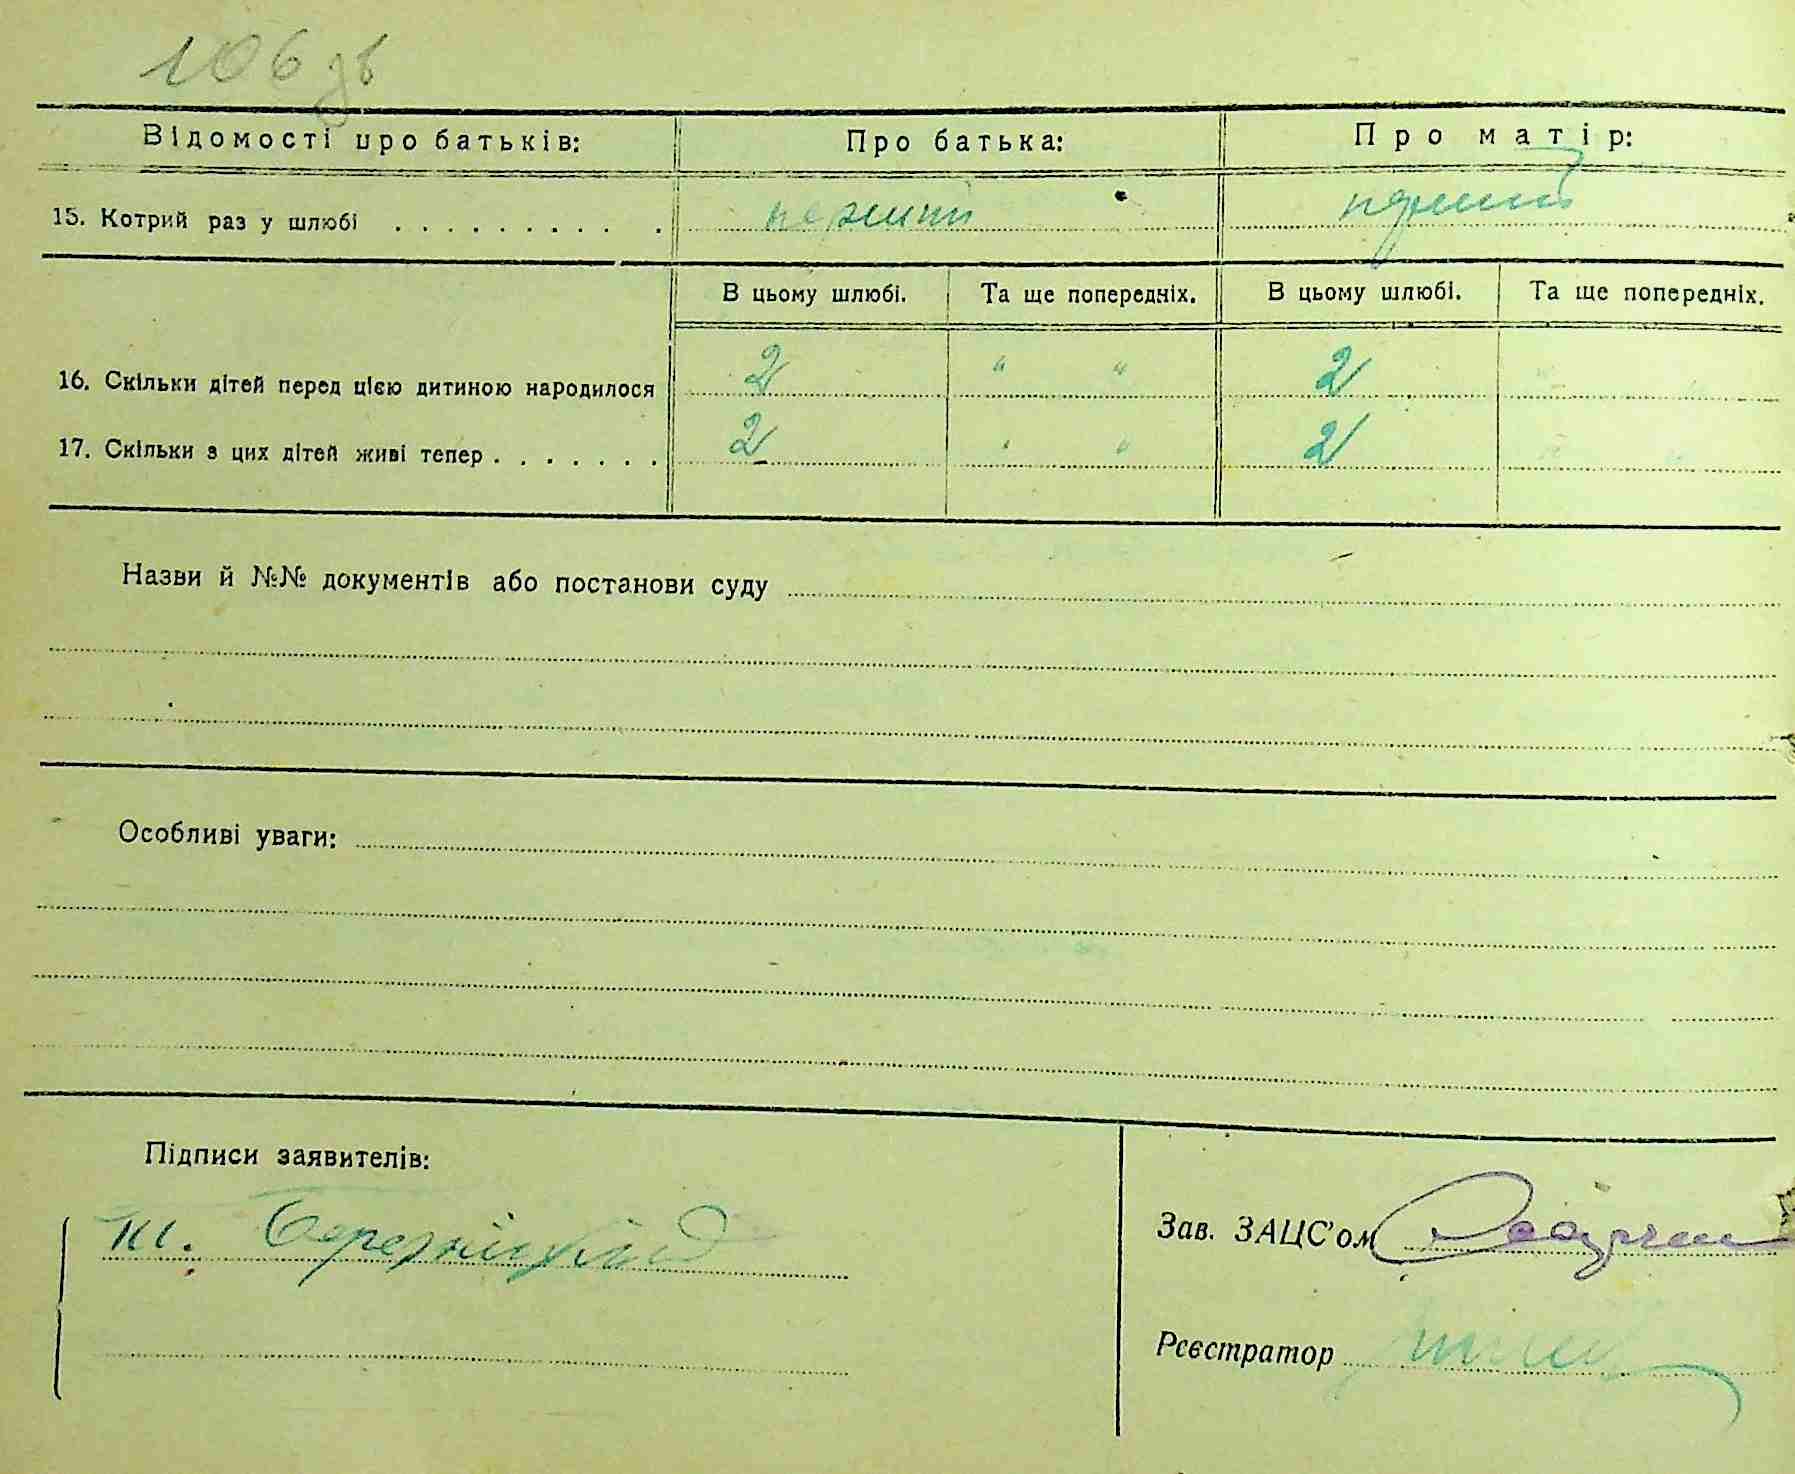 106 зв
Відомості про батьків: Про батька: Про матір:
15. Котрий раз у шлюбі . . . . . . . . . . перший перший
В цьому шлюбі. Та ще попередніх. В цьому шлюбі. Та ще попередніх.
16. Скільки дітей перед цією дитиною народилося 2 " " 2 " "
17. Скільки з цих дітей живі тепер . . . . . . . 2 " " 2 " "
Назви й №№ документів або постанови суду
Особливі уваги:
Підписи заявителів:
Зав. ЗАЦС'ом
Реєстратор